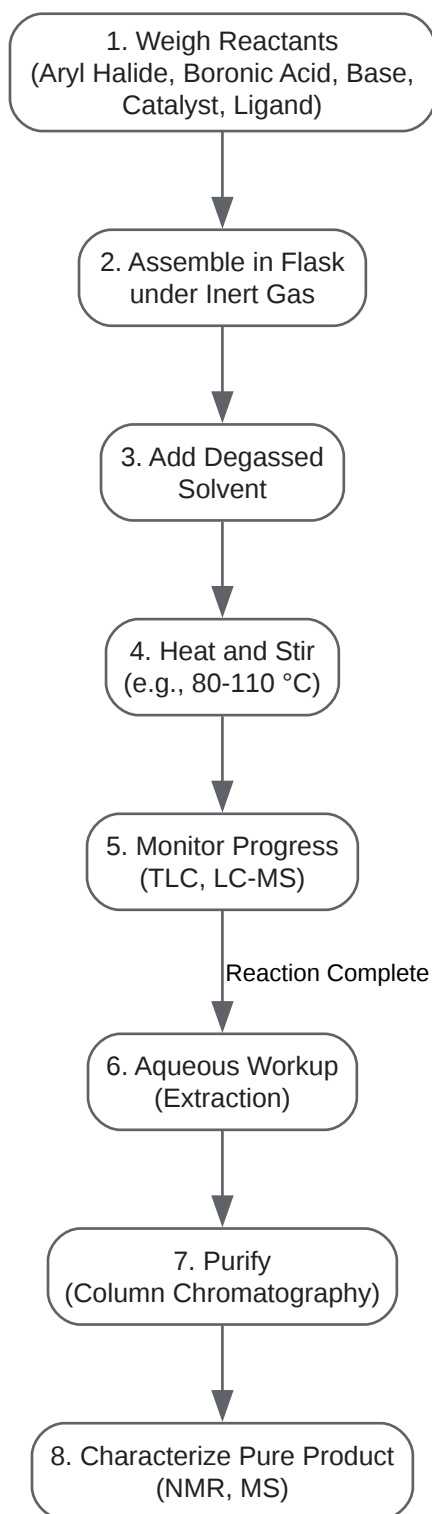 1. Weigh Reactants
(Aryl Halide, Boronic Acid, Base,
Catalyst, Ligand)
2. Assemble in Flask
under Inert Gas
3. Add Degassed
Solvent
4. Heat and Stir
(e.g., 80-110 °C)
5. Monitor Progress
(TLC, LC-MS)
Reaction Complete
6. Aqueous Workup
(Extraction)
7. Purify
(Column Chromatography)
8. Characterize Pure Product
(NMR, MS)